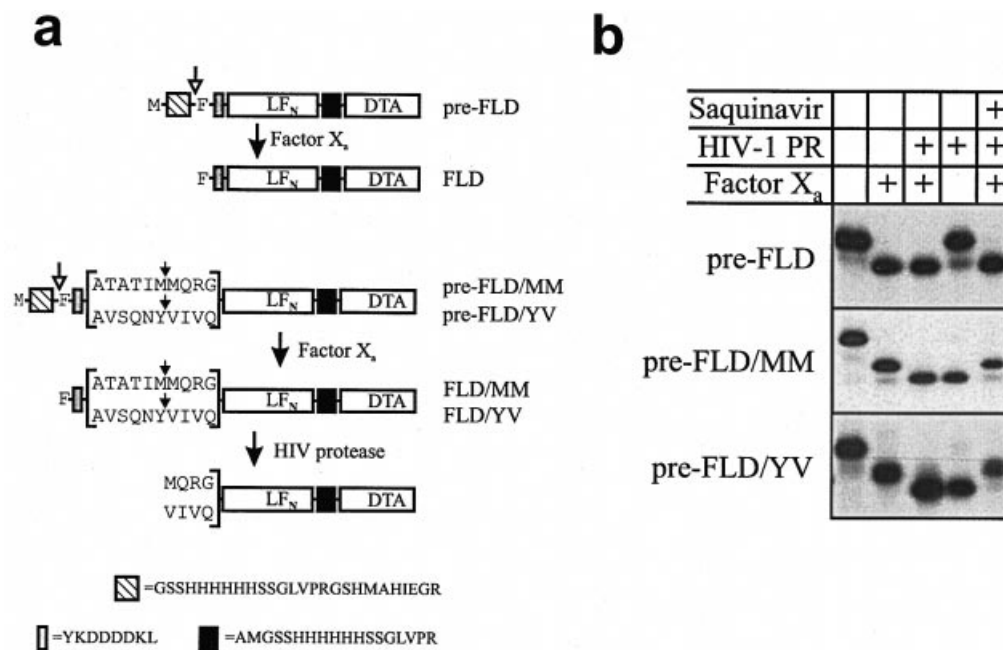 a
M F LF_N DTA pre-FLD
Factor X_a
F LF_N DTA FLD
M F ATATIMMQRG LF_N DTA pre-FLD/MM
AVSQNYVIVQ pre-FLD/YV
Factor X_a
F ATATIMMQRG LF_N DTA FLD/MM
AVSQNYVIVQ FLD/YV
HIV protease
MQRG LF_N DTA
VIVQ
=GSSHHHHHHSSGLVPRGSHMAHIEGR
=YKDDDDKL =AMGSSHHHHHHSSGLVPR
b
Saquinavir +
HIV-1 PR + + +
Factor X_a + + +
pre-FLD
pre-FLD/MM
pre-FLD/YV